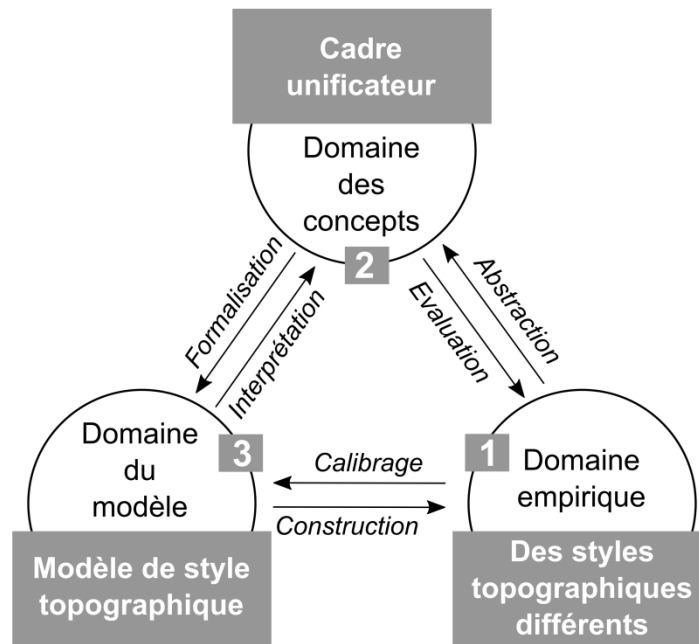 Cadre
unificateur
Domaine
des
concepts
2
Formalisation
Interprétation
Evaluation
Abstraction
Domaine
du
modèle
3
Calibrage
Construction
1
Domaine
empirique
Modèle de style
topographique
Des styles
topographiques
différents